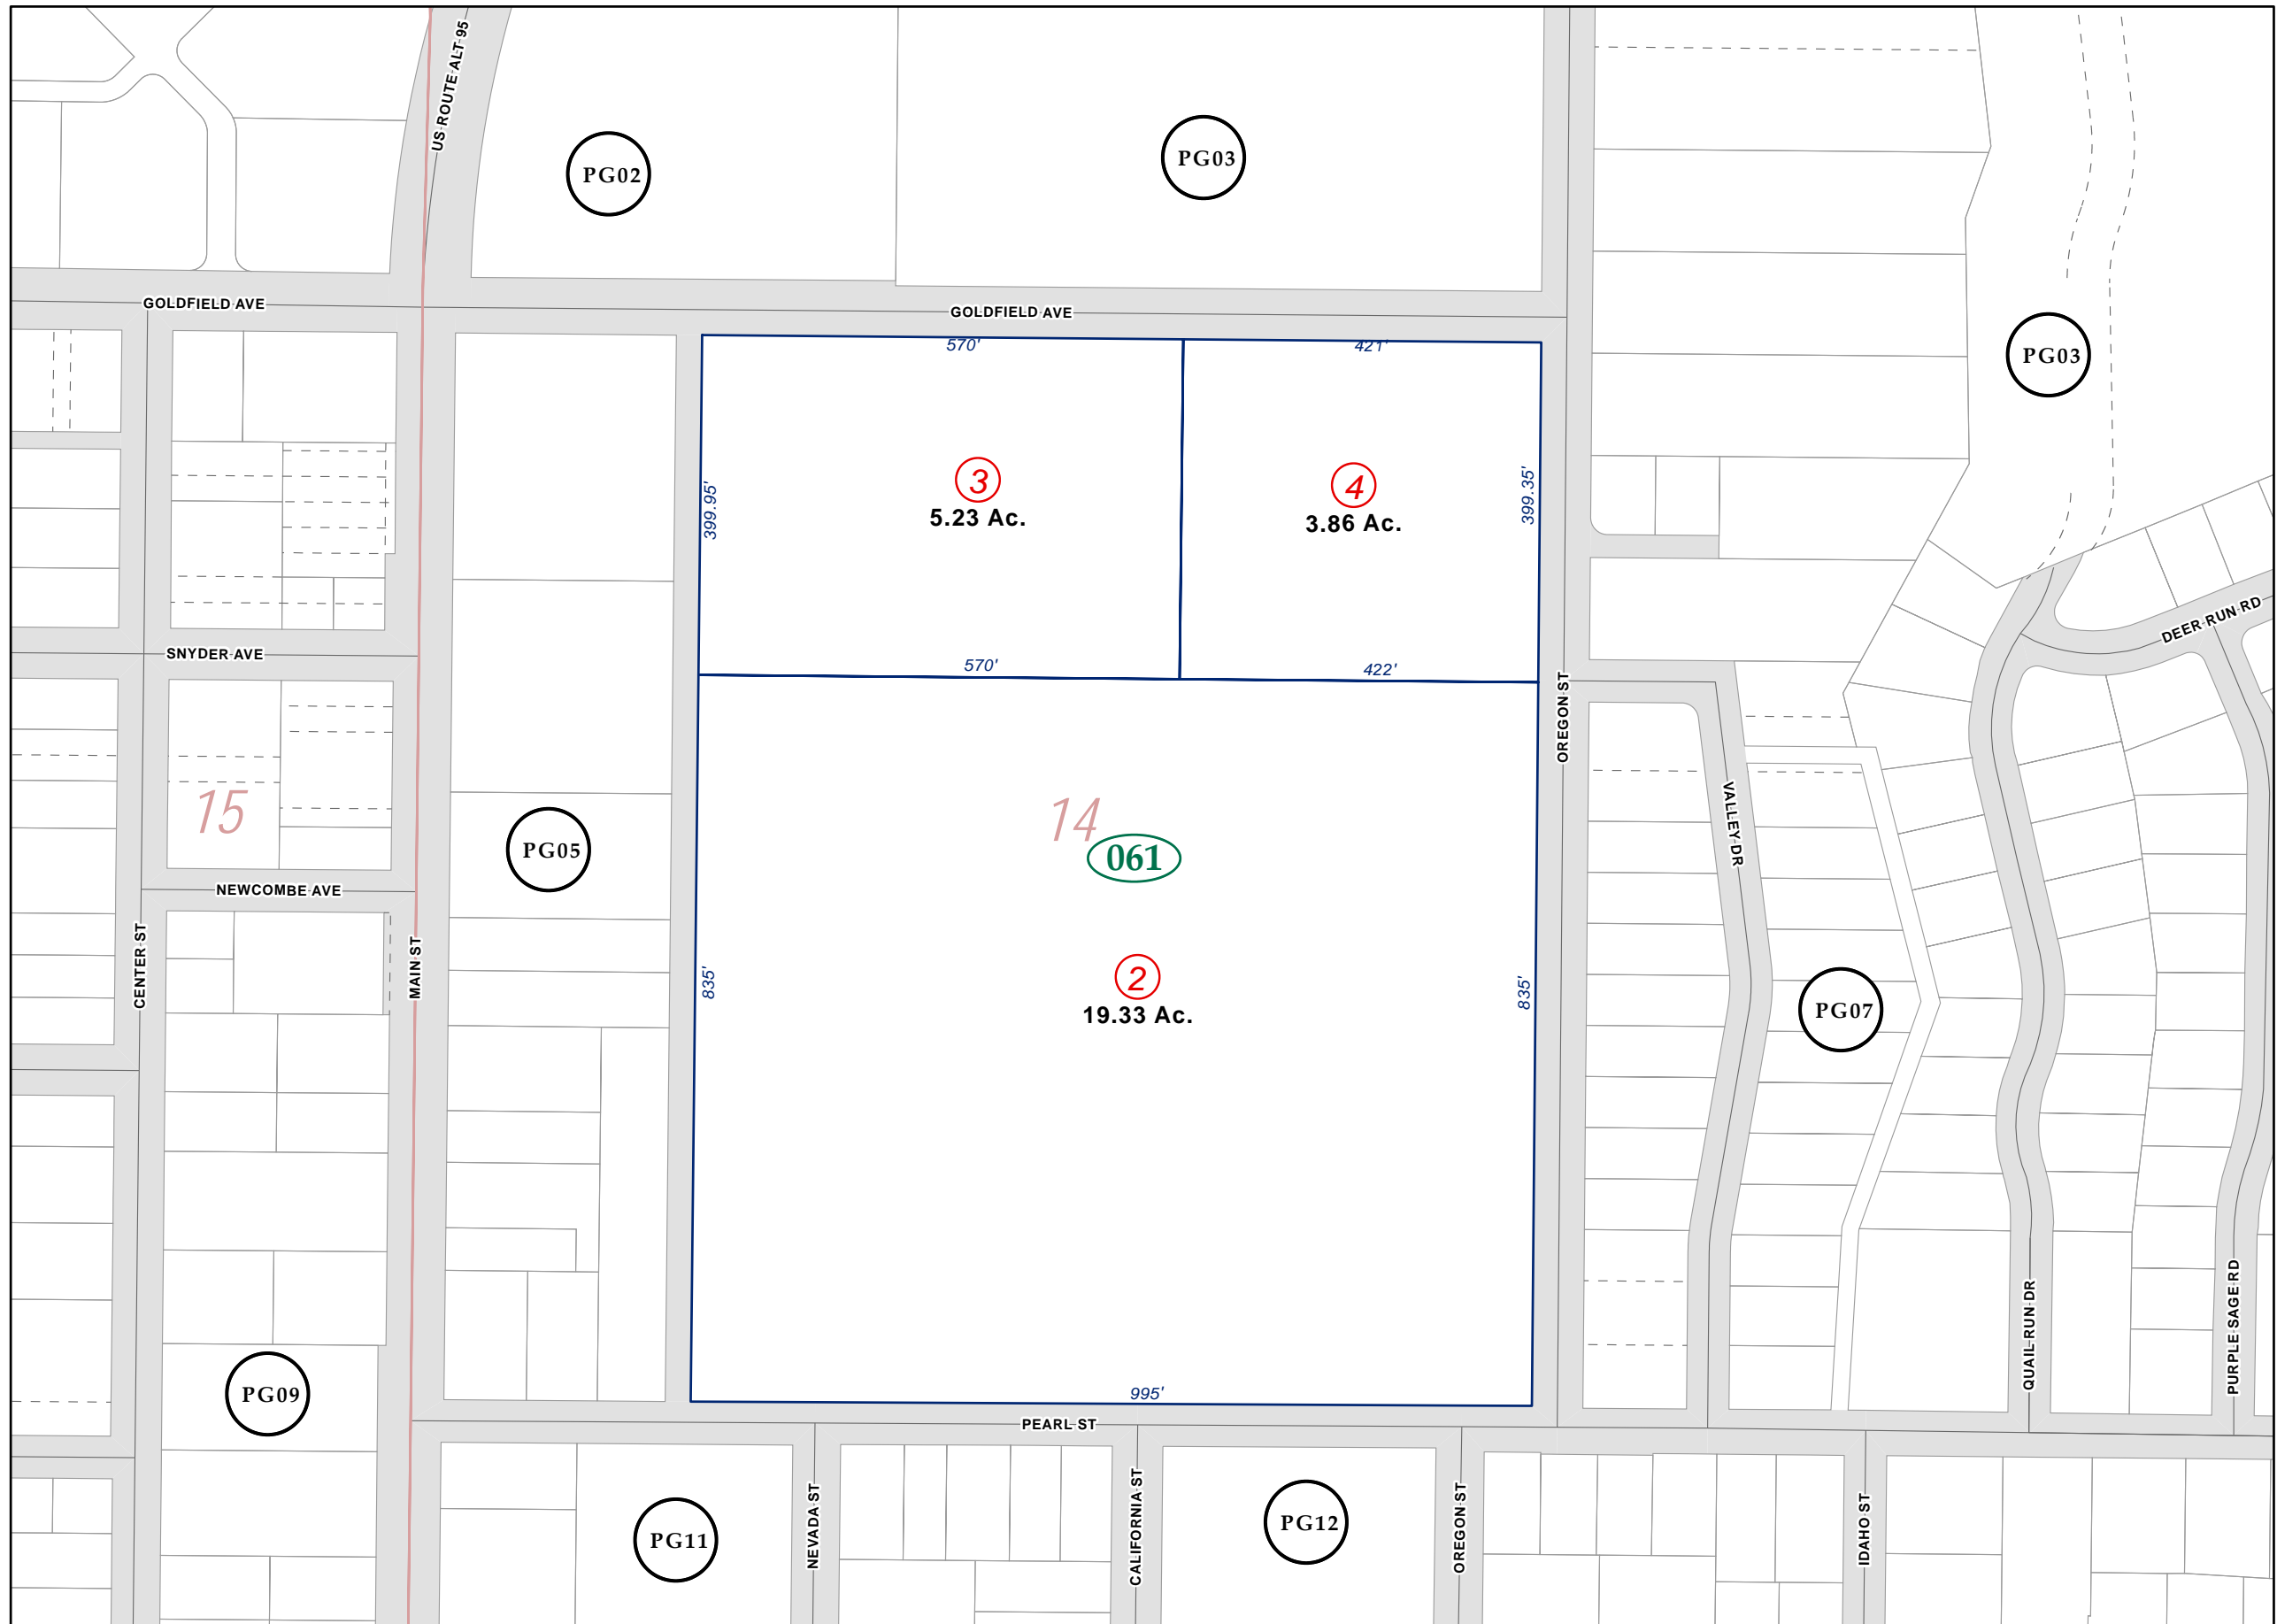 US ROUTE ALT 95
PG02
PG03
GOLDFIELD AVE
GOLDFIELD AVE
570'
421'
PG03
399.95'
3
5.23 Ac.
4
3.86 Ac.
399.35'
DEER RUN RD
SNYDER AVE
570'
422'
OREGON ST
15
14
PG05
061
VALLEY DR
NEWCOMBE AVE
CENTER ST
MAIN ST
835'
2
19.33 Ac.
835'
PG07
QUAIL RUN DR
PURPLE SAGE RD
PG09
995'
PEARL ST
PG11
NEVADA ST
CALIFORNIA ST
PG12
OREGON ST
IDAHO ST